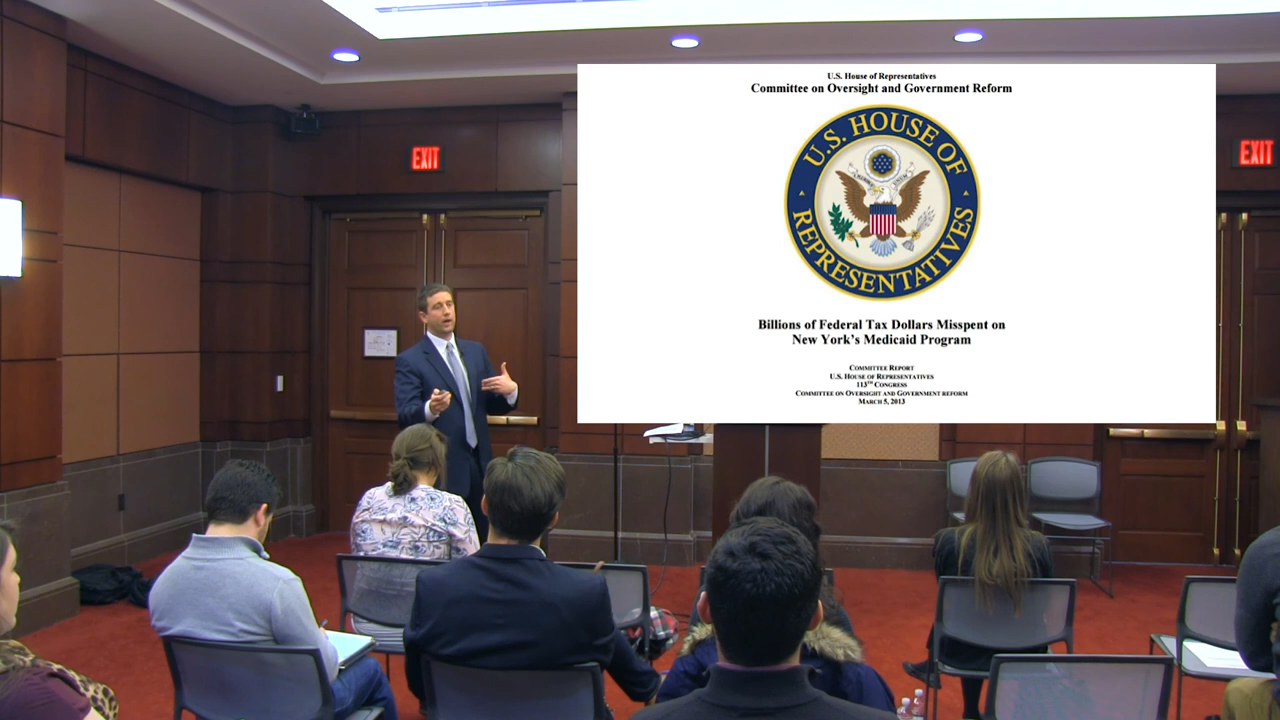 U.S. House of Representatives
Committee on Oversight and Government Reform
U.S. HOUSE OF
REPRESENTATIVES
Billions of Federal Tax Dollars Misspent on
New York's Medicaid Program
COMMITTEE REPORT
U.S. HOUSE OF REPRESENTATIVES
113TH CONGRESS
COMMITTEE ON OVERSIGHT AND GOVERNMENT REFORM
MARCH 5, 2013
EXIT
EXIT